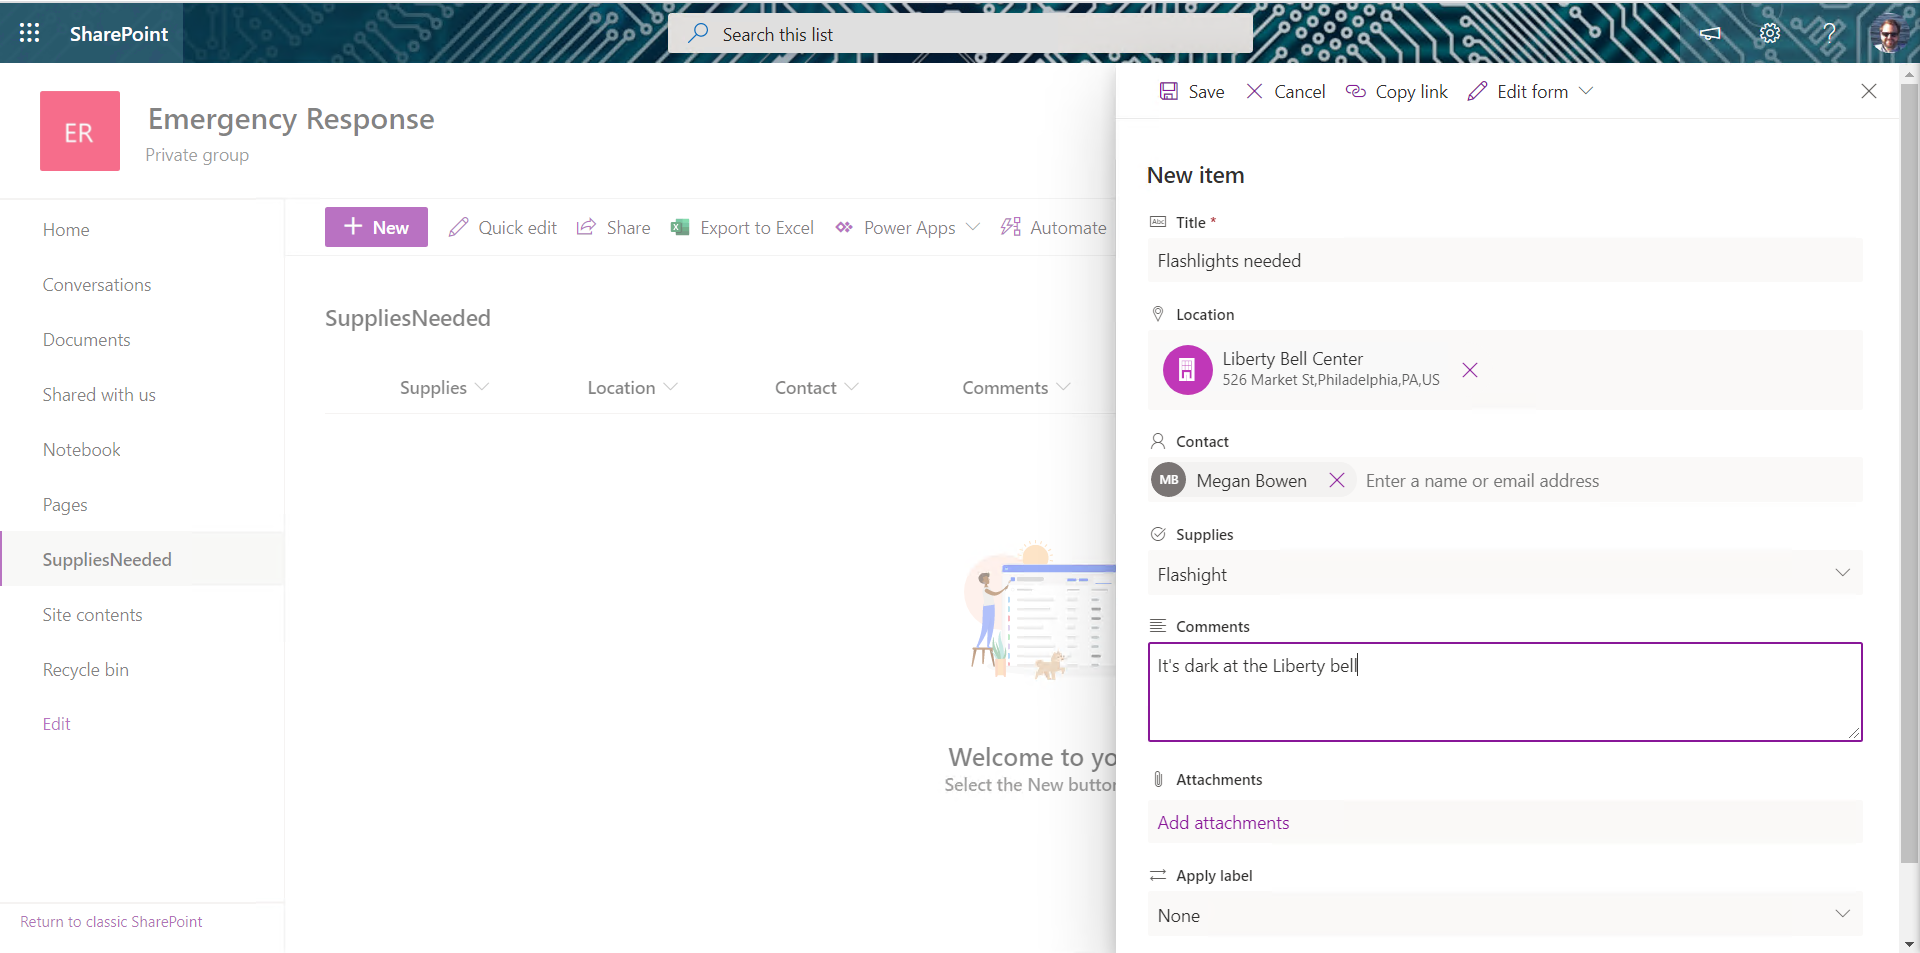 SharePoint
Search this list
ER
Emergency Response
Private group
Home
Conversations
Documents
Shared with us
Notebook
Pages
SuppliesNeeded
Site contents
Recycle bin
Edit
Return to classic SharePoint
New
Quick edit
Share
Export to Excel
Power Apps
Automate
SuppliesNeeded
Supplies
Location
Contact
Comments
Welcome to yo
Select the New button
Save
Cancel
Copy link
Edit form
New item
Abc
Title *
Flashlights needed
Location
Liberty Bell Center
526 Market St,Philadelphia,PA,US
Contact
MB
Megan Bowen
Enter a name or email address
Supplies
Flashight
Comments
It's dark at the Liberty bell
Attachments
Add attachments
Apply label
None